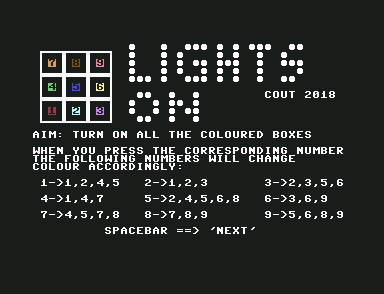 7 8 9
4 5 6
1 2 3
LIGHTS
ON
COUT 2018
AIM: TURN ON ALL THE COLOURED BOXES
WHEN YOU PRESS THE CORRESPONDING NUMBER
THE FOLLOWING NUMBERS WILL CHANGE
COLOUR ACCORDINGLY:
1->1,2,4,5 2->1,2,3 3->2,3,5,6
4->1,4,7 5->2,4,5,6,8 6->3,6,9
7->4,5,7,8 8->7,8,9 9->5,6,8,9
SPACEBAR ==> 'NEXT'